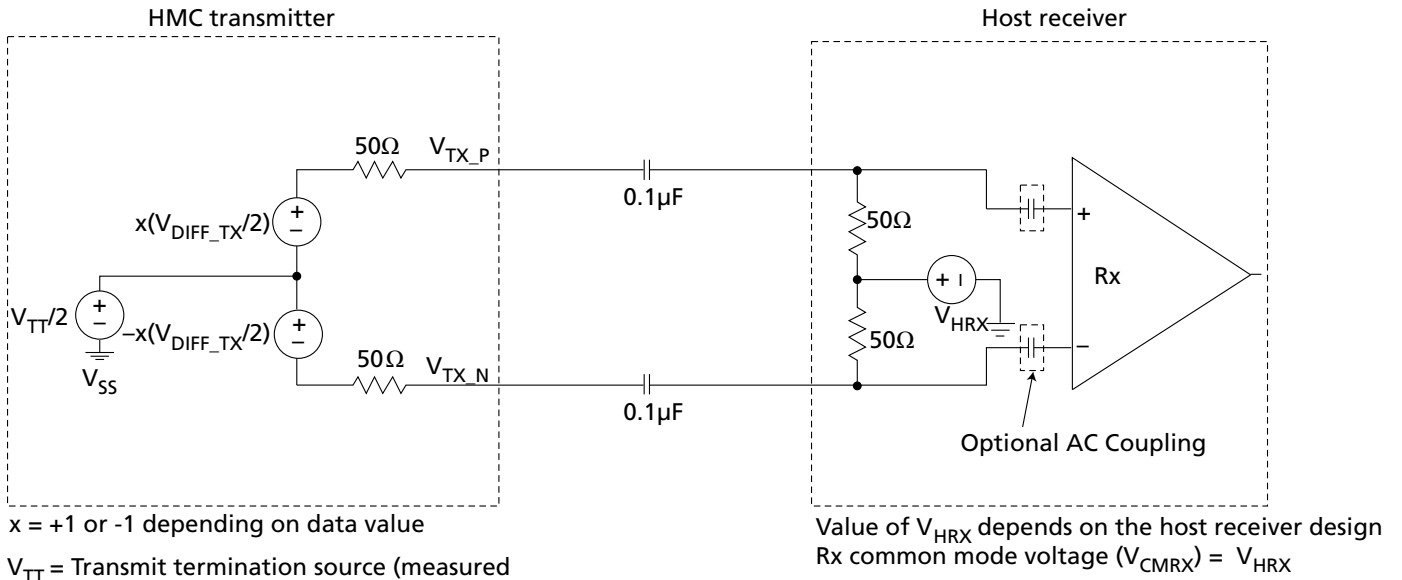 HMC transmitter
Host receiver
50Ω
V_TX_P
0.1µF
x(V_DIFF_TX/2)
+
–
50Ω
+
Rx
V_TT/2
+
–
–x(V_DIFF_TX/2)
+
–
+ –
V_HRX
V_SS
50Ω
V_TX_N
50Ω
–
0.1µF
Optional AC Coupling
x = +1 or -1 depending on data value
V_TT = Transmit termination source (measured
Value of V_HRX depends on the host receiver design
Rx common mode voltage (V_CMRX) = V_HRX